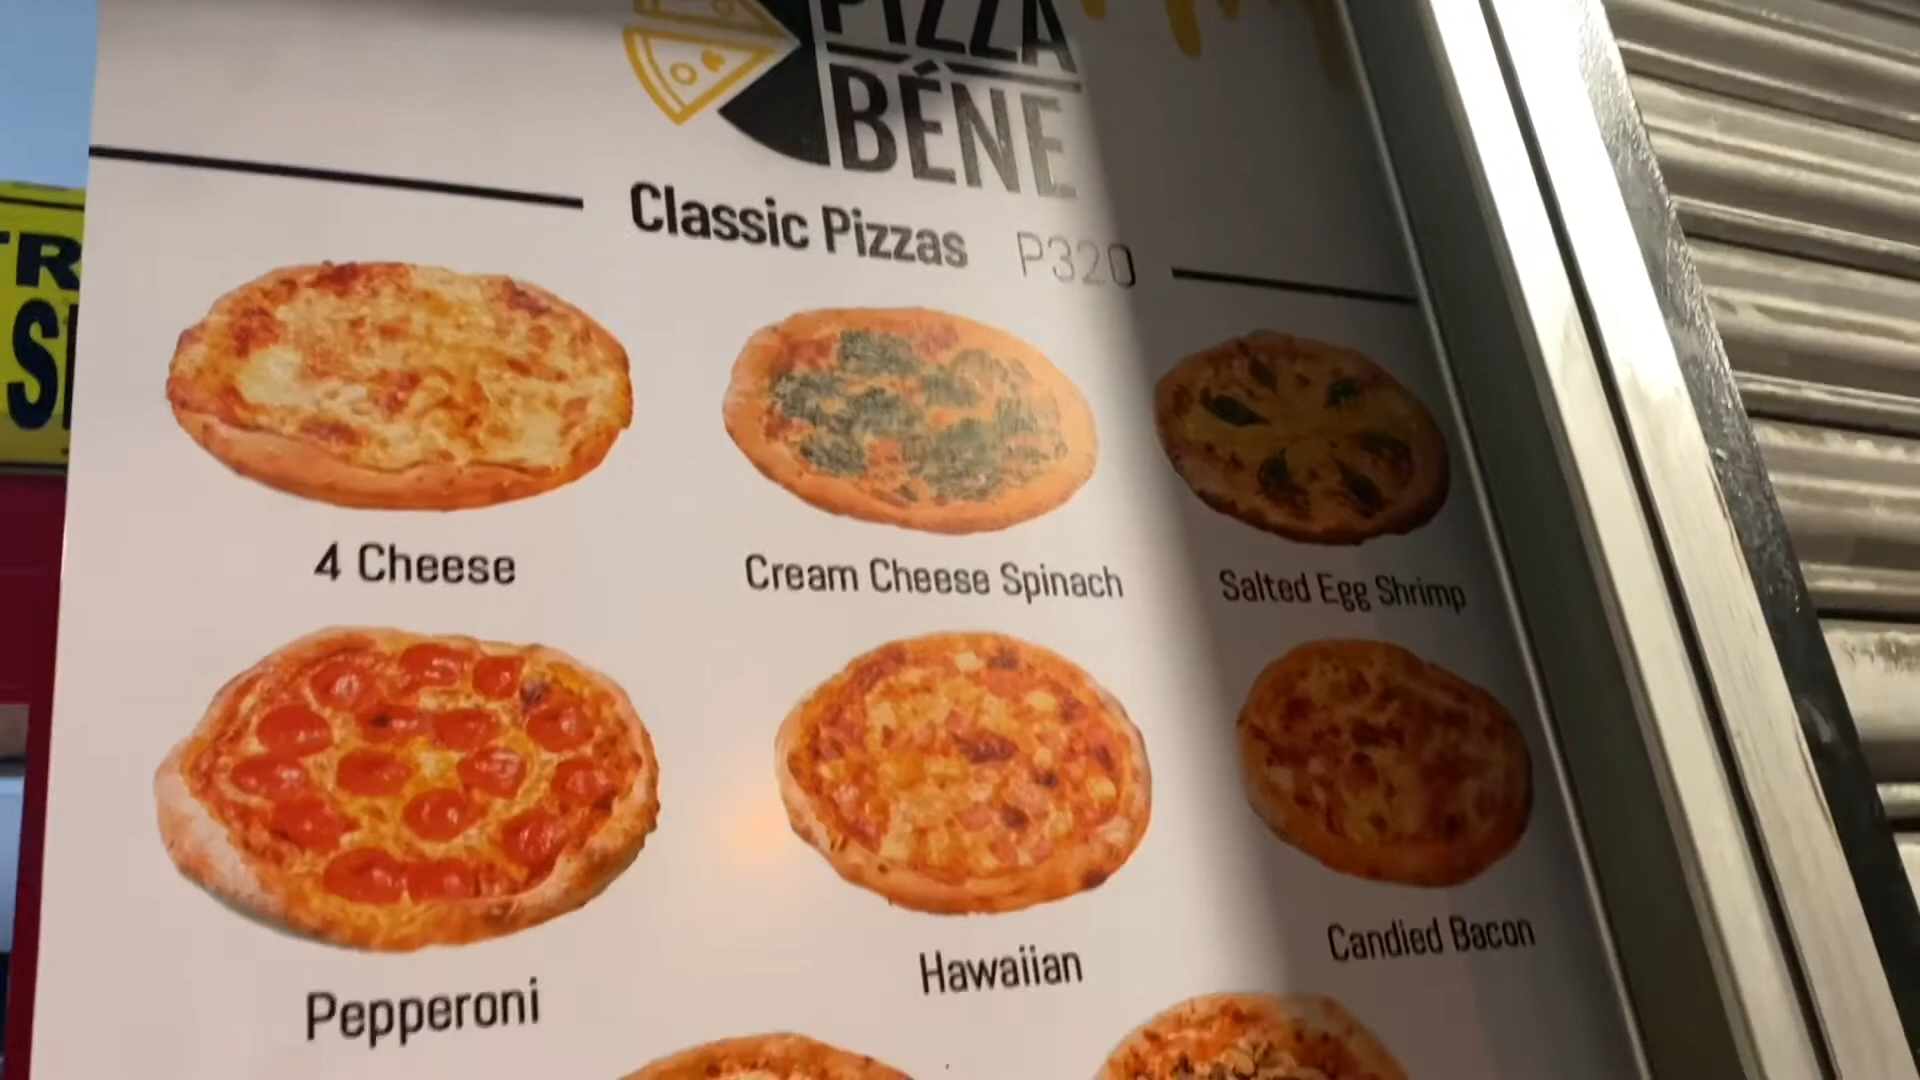 PIZZA
BÉNE
Classic Pizzas P320
4 Cheese
Cream Cheese Spinach
Salted Egg Shrimp
Pepperoni
Hawaiian
Candied Bacon